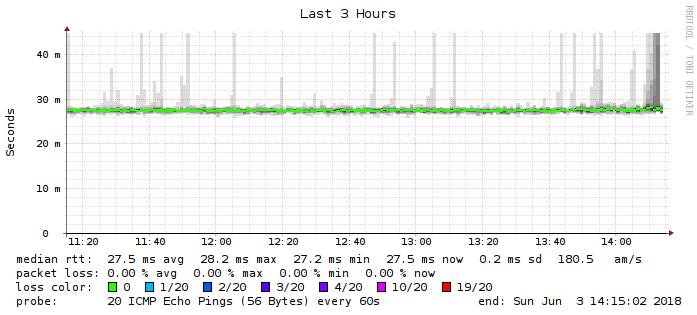 Last 3 Hours
RRDTOOL / TOBI OETIKER
Seconds
40 m
30 m
20 m
10 m
0
11:20 11:40 12:00 12:20 12:40 13:00 13:20 13:40 14:00
median rtt: 27.5 ms avg 28.2 ms max 27.2 ms min 27.5 ms now 0.2 ms sd 180.5 am/s
packet loss: 0.00 % avg 0.00 % max 0.00 % min 0.00 % now
loss color: 0 1/20 2/20 3/20 4/20 10/20 19/20
probe: 20 ICMP Echo Pings (56 Bytes) every 60s end: Sun Jun 3 14:15:02 2018